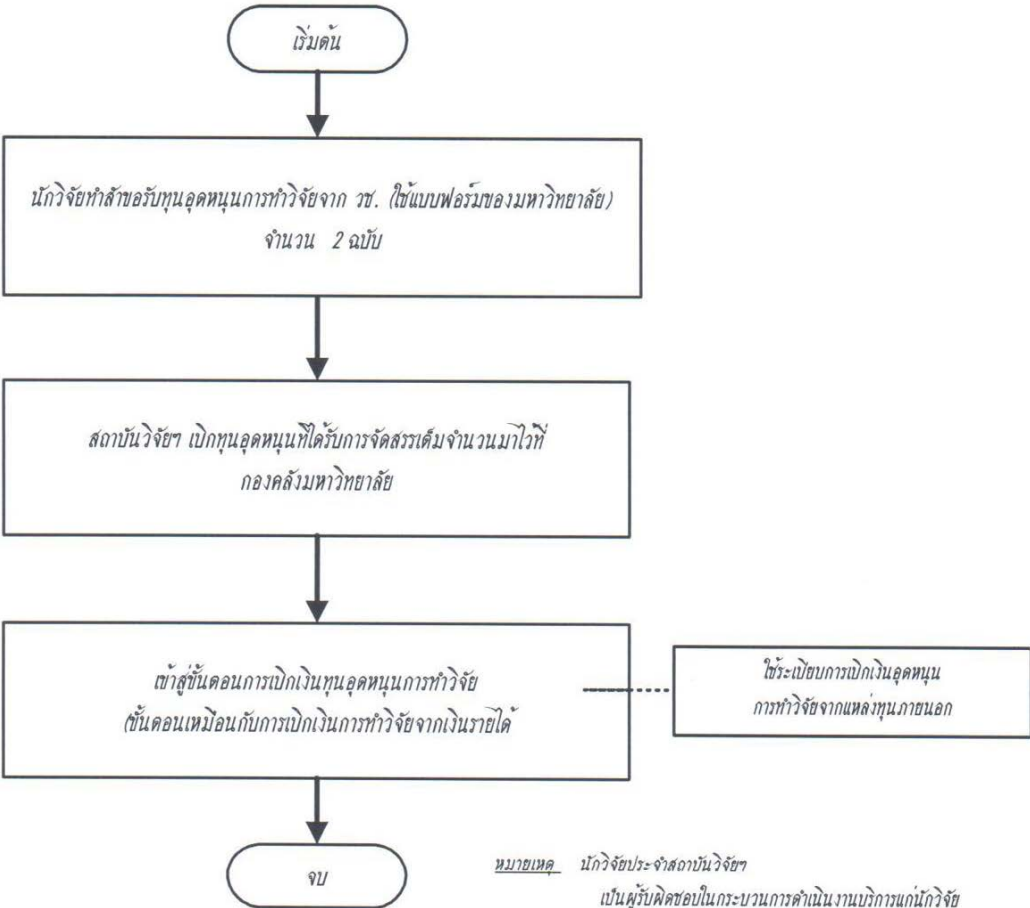 เริ่มต้น
นักวิจัยทำสัาขอรับทุนอุดหนุนการทำวิจัยจาก วช. (ใช้แบบฟอร์มของมหาวิทยาลัย)
จำนวน 2 ฉบับ
สถาบันวิจัยฯ เบิกทุนอุดหนุนที่ได้รับการจัดสรรเต็มจำนวนมาไว้ที่
กองคลังมหาวิทยาลัย
เข้าสู่ขั้นตอนการเบิกเงินทุนอุดหนุนการทำวิจัย
(ขั้นตอนเหมือนกับการเบิกเงินการทำวิจัยจากเงินรายได้
ใช้ระเบียบการเบิกเงินอุดหนุน
การทำวิจัยจากแหล่งทุนภายนอก
จบ
หมายเหตุ นักวิจัยประจำสถาบันวิจัยฯ
เป็นผู้รับผิดชอบในกระบวนการดำเนินงานบริการแก่นักวิจัย